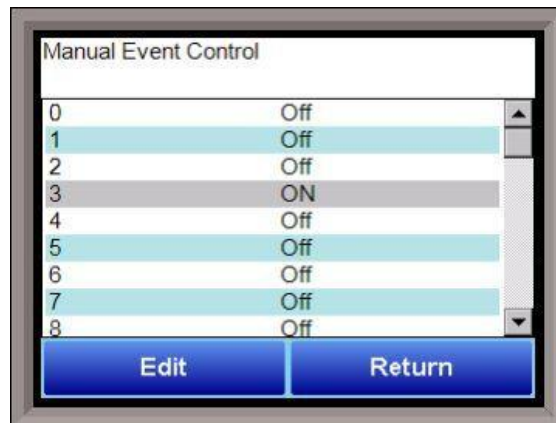 Manual Event Control
0 Off
1 Off
2 Off
3 ON
4 Off
5 Off
6 Off
7 Off
8 Off
Edit Return